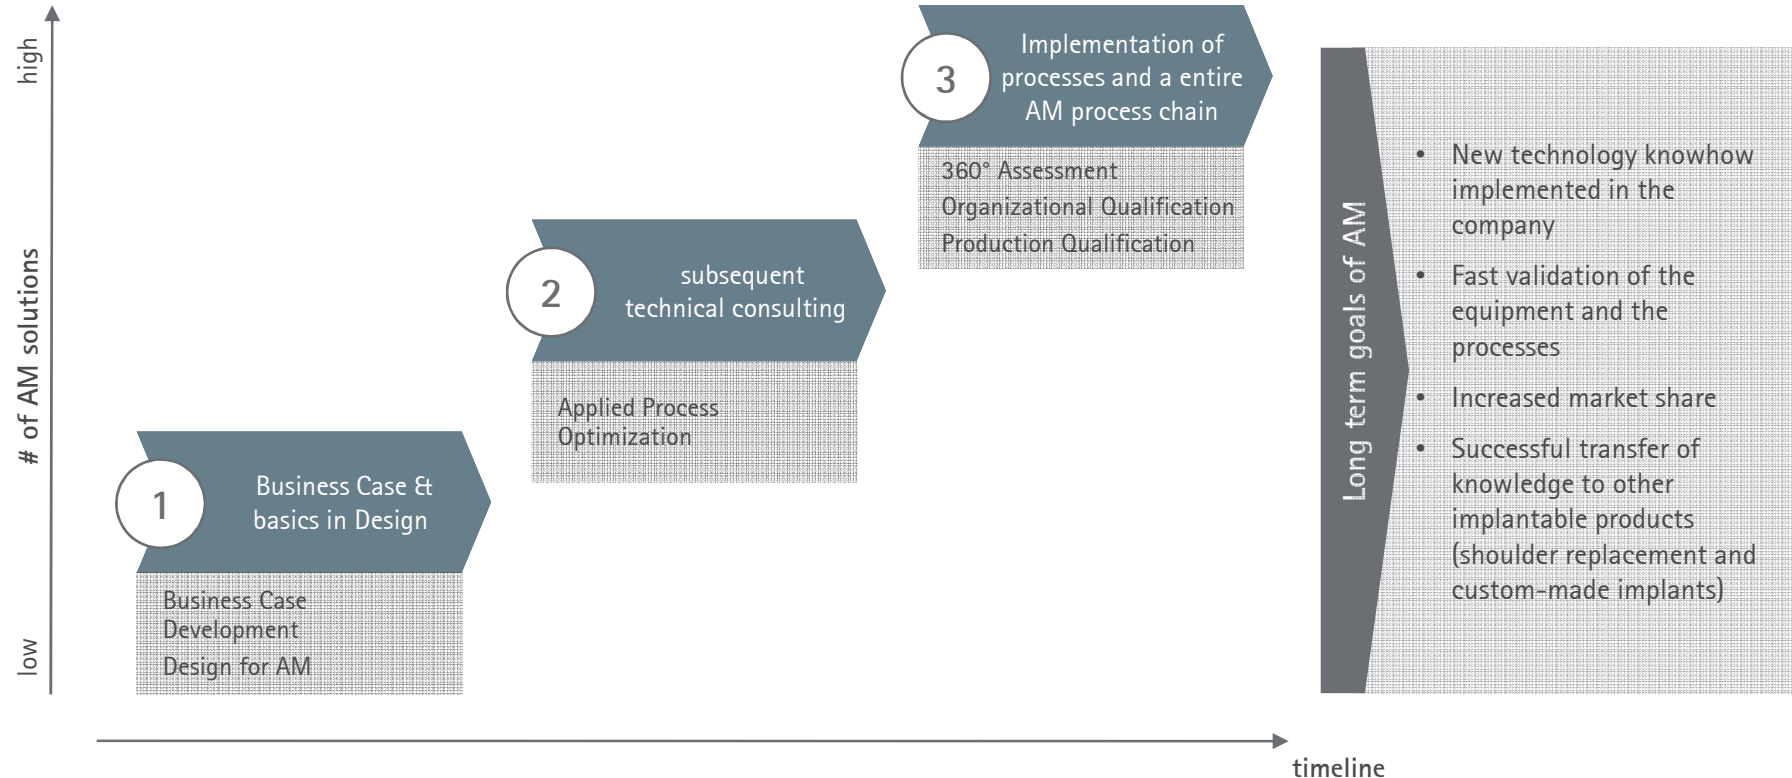 high
# of AM solutions
low
1
Business Case &
basics in Design
Business Case
Development
Design for AM
2
subsequent
technical consulting
Applied Process
Optimization
3
Implementation of
processes and a entire
AM process chain
360° Assessment
Organizational Qualification
Production Qualification
Long term goals of AM
• New technology knowhow
implemented in the
company
• Fast validation of the
equipment and the
processes
• Increased market share
• Successful transfer of
knowledge to other
implantable products
(shoulder replacement and
custom-made implants)
timeline